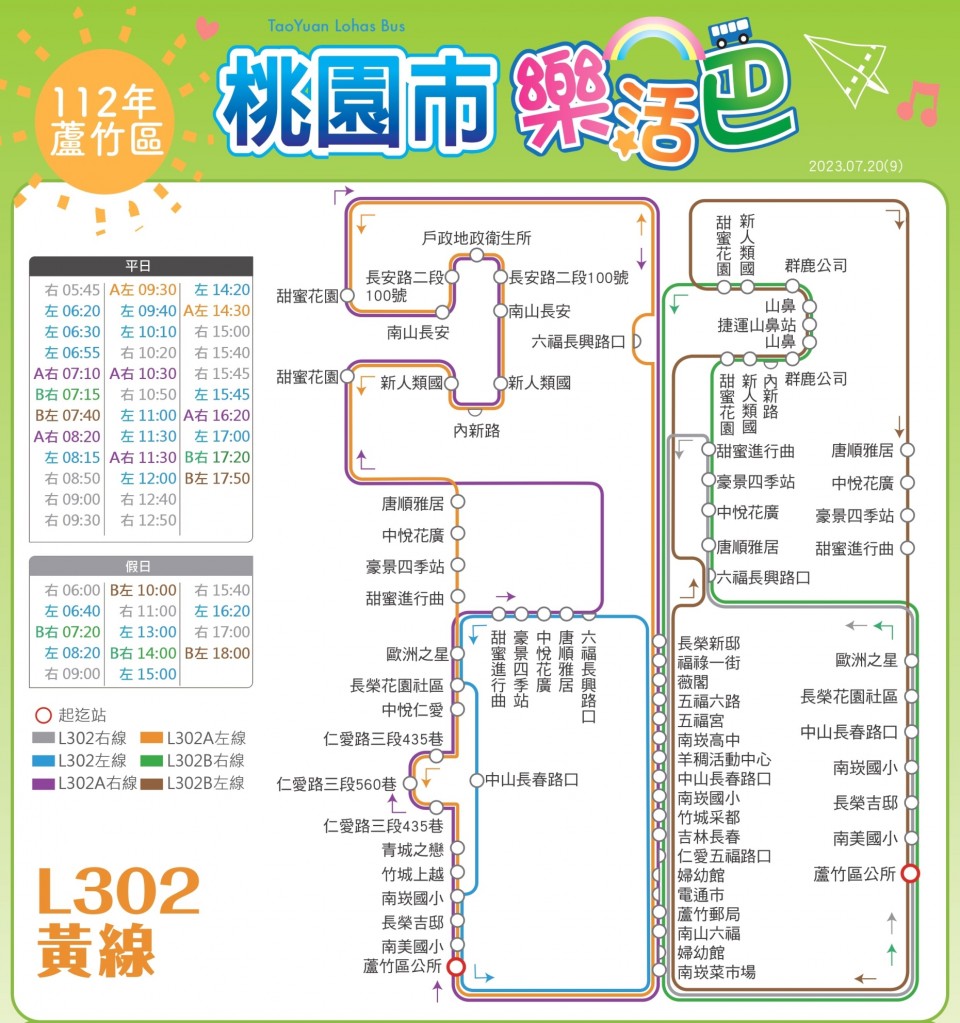 TaoYuan Lohas Bus
112年
蘆竹區
桃園市 樂活巴
2023.07.20(9)
平日
右 05:45 A左 09:30 左 14:20
左 06:20 左 09:40 A左 14:30
左 06:30 左 10:10 右 15:00
左 06:55 右 10:20 右 15:40
A右 07:10 A右 10:30 右 15:45
B右 07:15 右 10:50 左 15:45
B左 07:40 左 11:00 A右 16:20
A右 08:20 左 11:30 左 17:00
左 08:15 A右 11:30 B右 17:20
右 08:50 左 12:00 B左 17:50
右 09:00 右 12:40
右 09:30 右 12:50
假日
右 06:00 B左 10:00 右 15:40
左 06:40 右 11:00 左 16:20
B右 07:20 左 13:00 右 17:00
左 08:20 B右 14:00 B左 18:00
右 09:00 左 15:00
起迄站
L302右線 L302A左線
L302左線 L302B右線
L302A右線 L302B左線
L302
黃線
戶政地政衛生所
長安路二段
100號
長安路二段100號
甜蜜花園
南山長安
南山長安
六福長興路口
甜蜜花園
新人類國
新人類國
內新路
唐順雅居
中悅花廣
豪景四季站
甜蜜進行曲
歐洲之星
長榮花園社區
中悅仁愛
仁愛路三段435巷
仁愛路三段560巷
仁愛路三段435巷
青城之戀
竹城上越
南崁國小
長榮吉邸
南美國小
蘆竹區公所
甜蜜進行曲
豪景四季站
中悅花廣
唐順雅居
六福長興路口
中山長春路口
長榮新邸
福祿一街
薇閣
五福六路
五福宮
南崁高中
羊稠活動中心
中山長春路口
南崁國小
竹城采都
吉林長春
仁愛五福路口
婦幼館
電通市
蘆竹郵局
南山六福
婦幼館
南崁菜市場
甜蜜花園
新人類國
群鹿公司
山鼻
捷運山鼻站
山鼻
群鹿公司
內新路
新人類國
甜蜜花園
甜蜜進行曲
豪景四季站
中悅花廣
唐順雅居
六福長興路口
唐順雅居
中悅花廣
豪景四季站
甜蜜進行曲
歐洲之星
長榮花園社區
中山長春路口
南崁國小
長榮吉邸
南美國小
蘆竹區公所